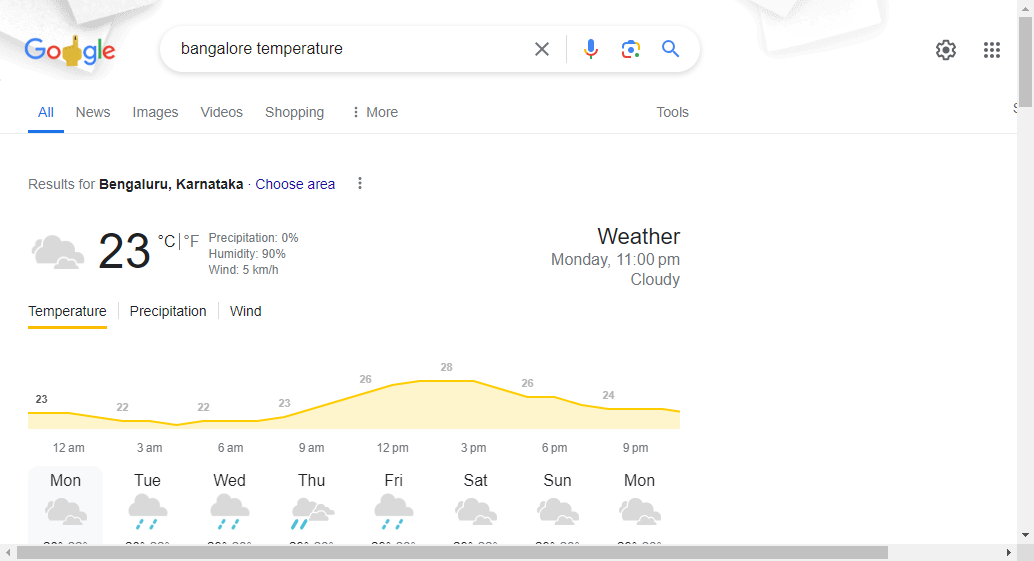 Google
bangalore temperature
All News Images Videos Shopping More Tools
Results for Bengaluru, Karnataka · Choose area
23 °C | °F
Precipitation: 0%
Humidity: 90%
Wind: 5 km/h
Weather
Monday, 11:00 pm
Cloudy
Temperature Precipitation Wind
23 22 22 23 26 28 26 24
12 am 3 am 6 am 9 am 12 pm 3 pm 6 pm 9 pm
Mon Tue Wed Thu Fri Sat Sun Mon